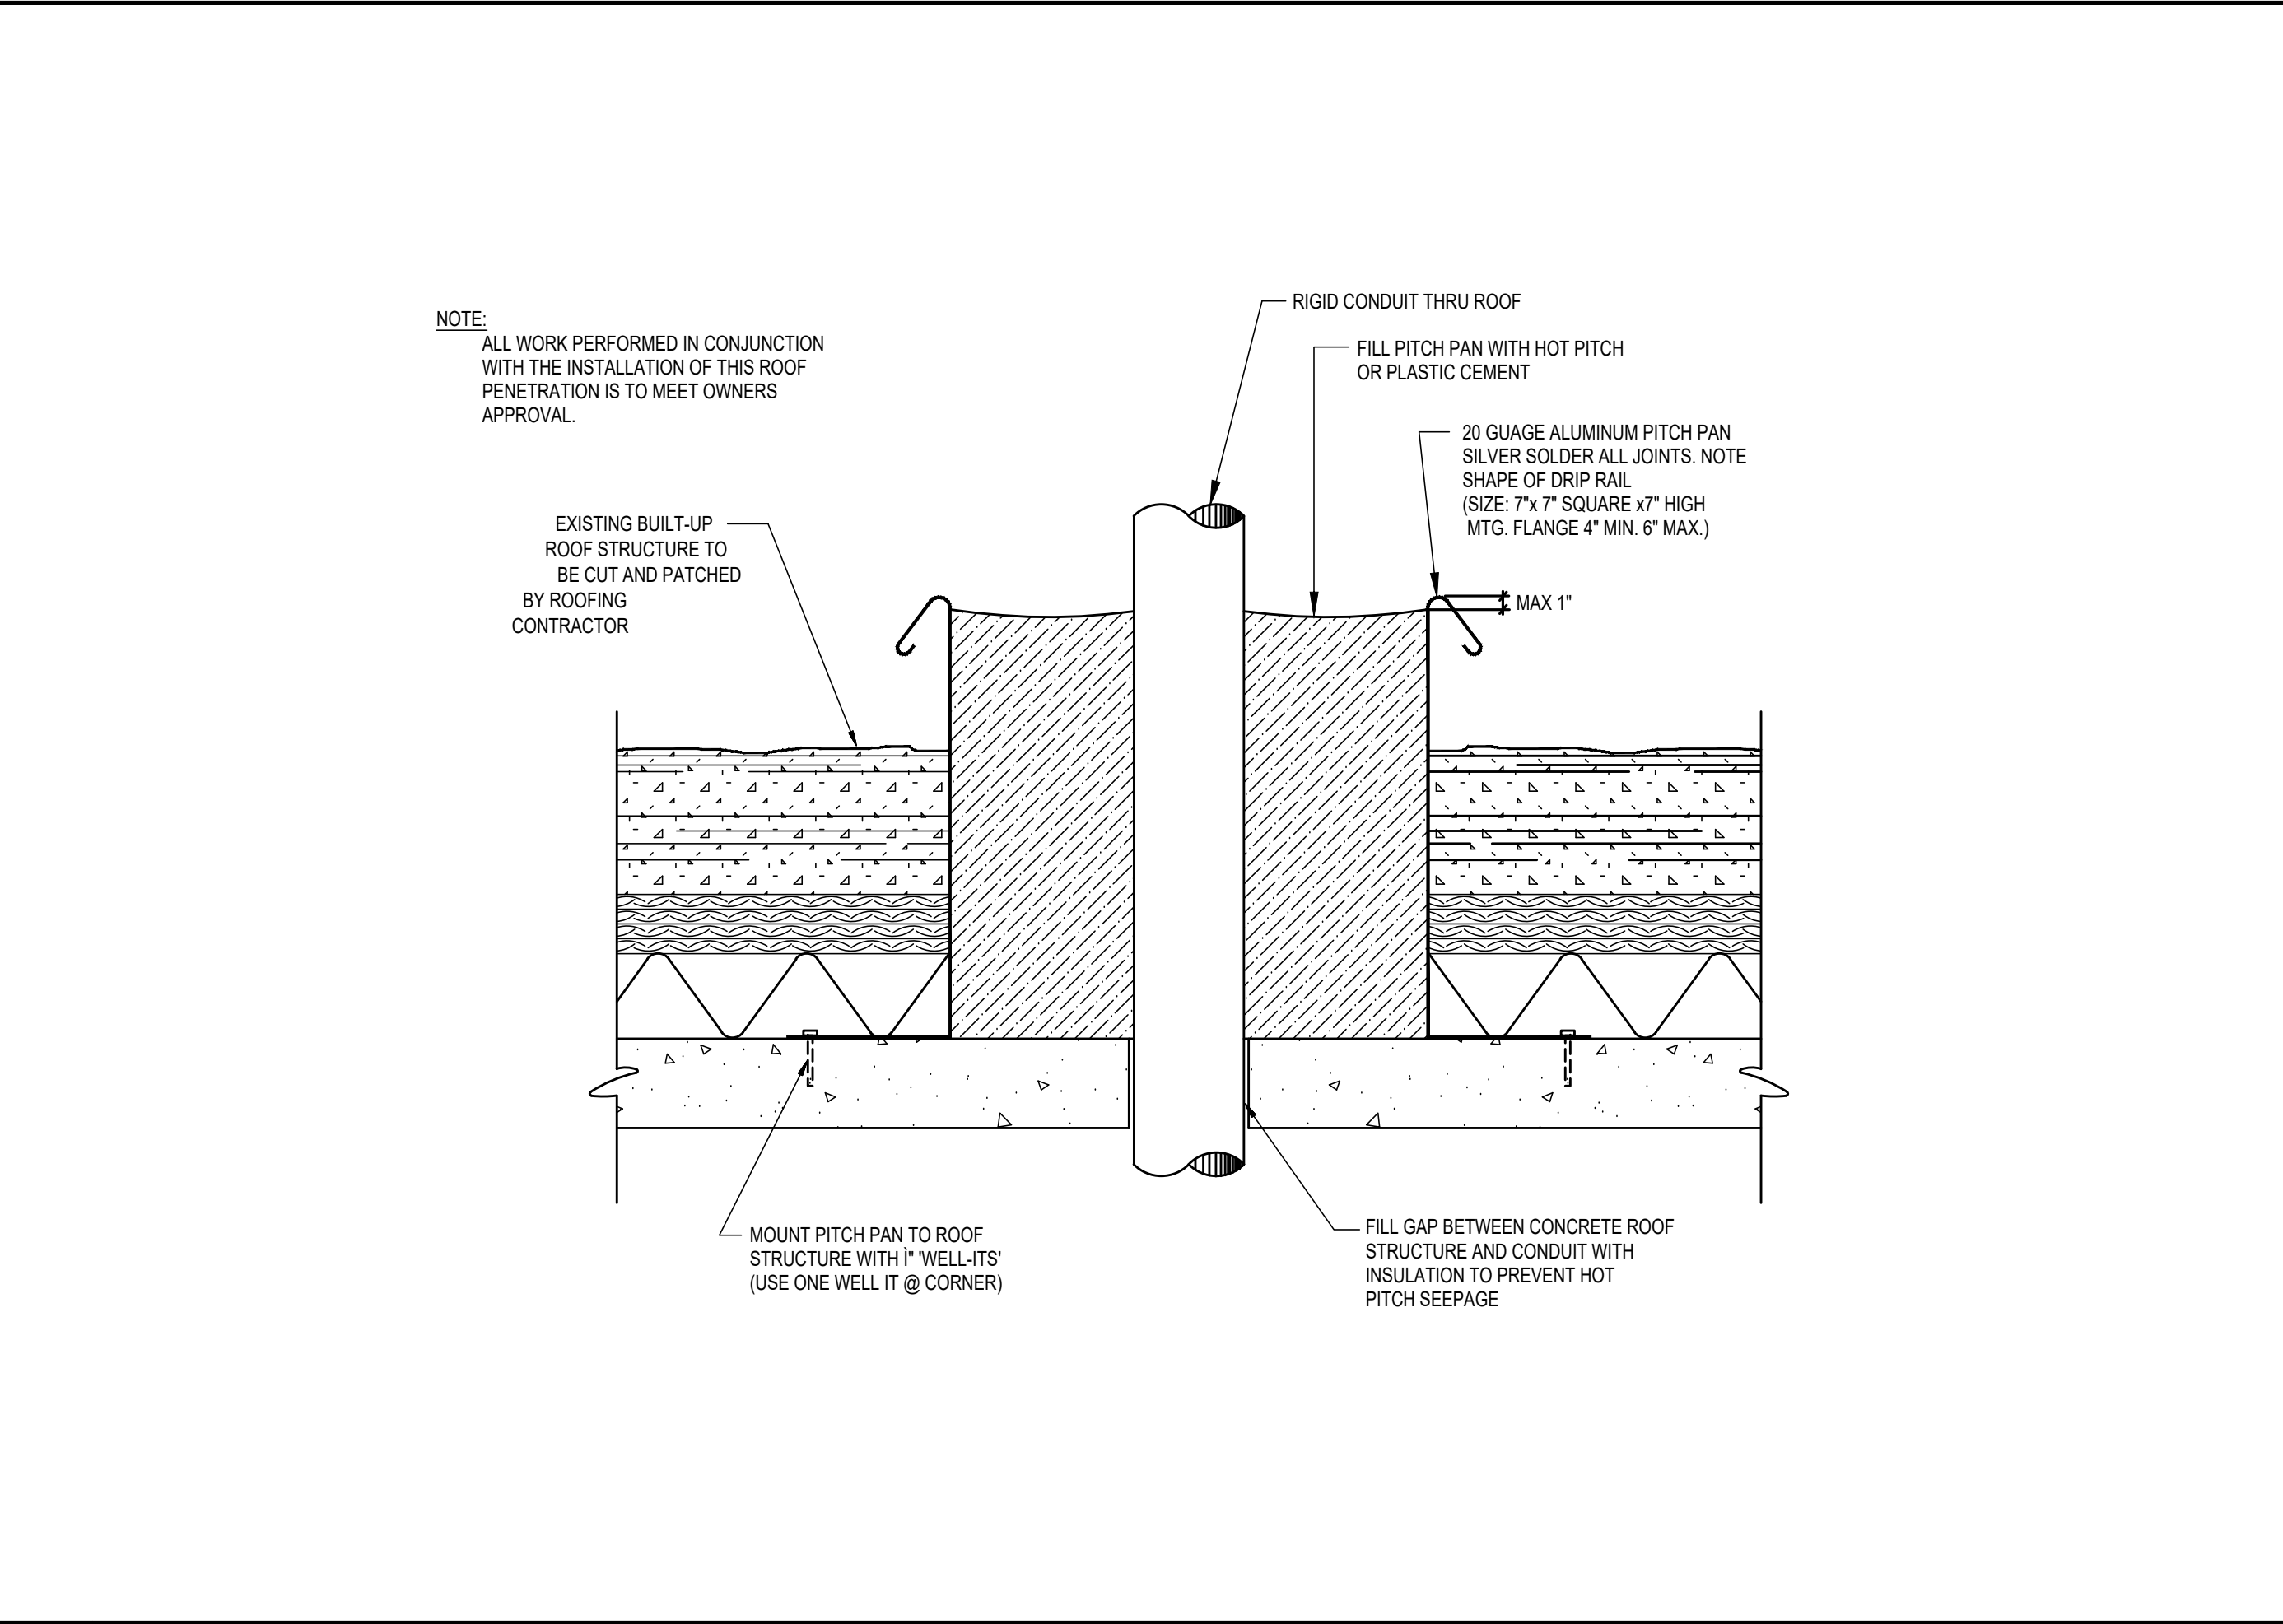 NOTE:
ALL WORK PERFORMED IN CONJUNCTION
WITH THE INSTALLATION OF THIS ROOF
PENETRATION IS TO MEET OWNERS
APPROVAL.
RIGID CONDUIT THRU ROOF
FILL PITCH PAN WITH HOT PITCH
OR PLASTIC CEMENT
20 GUAGE ALUMINUM PITCH PAN
SILVER SOLDER ALL JOINTS. NOTE
SHAPE OF DRIP RAIL
(SIZE: 7"x 7" SQUARE x7" HIGH
MTG. FLANGE 4" MIN. 6" MAX.)
EXISTING BUILT-UP
ROOF STRUCTURE TO
BE CUT AND PATCHED
BY ROOFING
CONTRACTOR
MAX 1"
MOUNT PITCH PAN TO ROOF
STRUCTURE WITH Ì" 'WELL-ITS'
(USE ONE WELL IT @ CORNER)
FILL GAP BETWEEN CONCRETE ROOF
STRUCTURE AND CONDUIT WITH
INSULATION TO PREVENT HOT
PITCH SEEPAGE